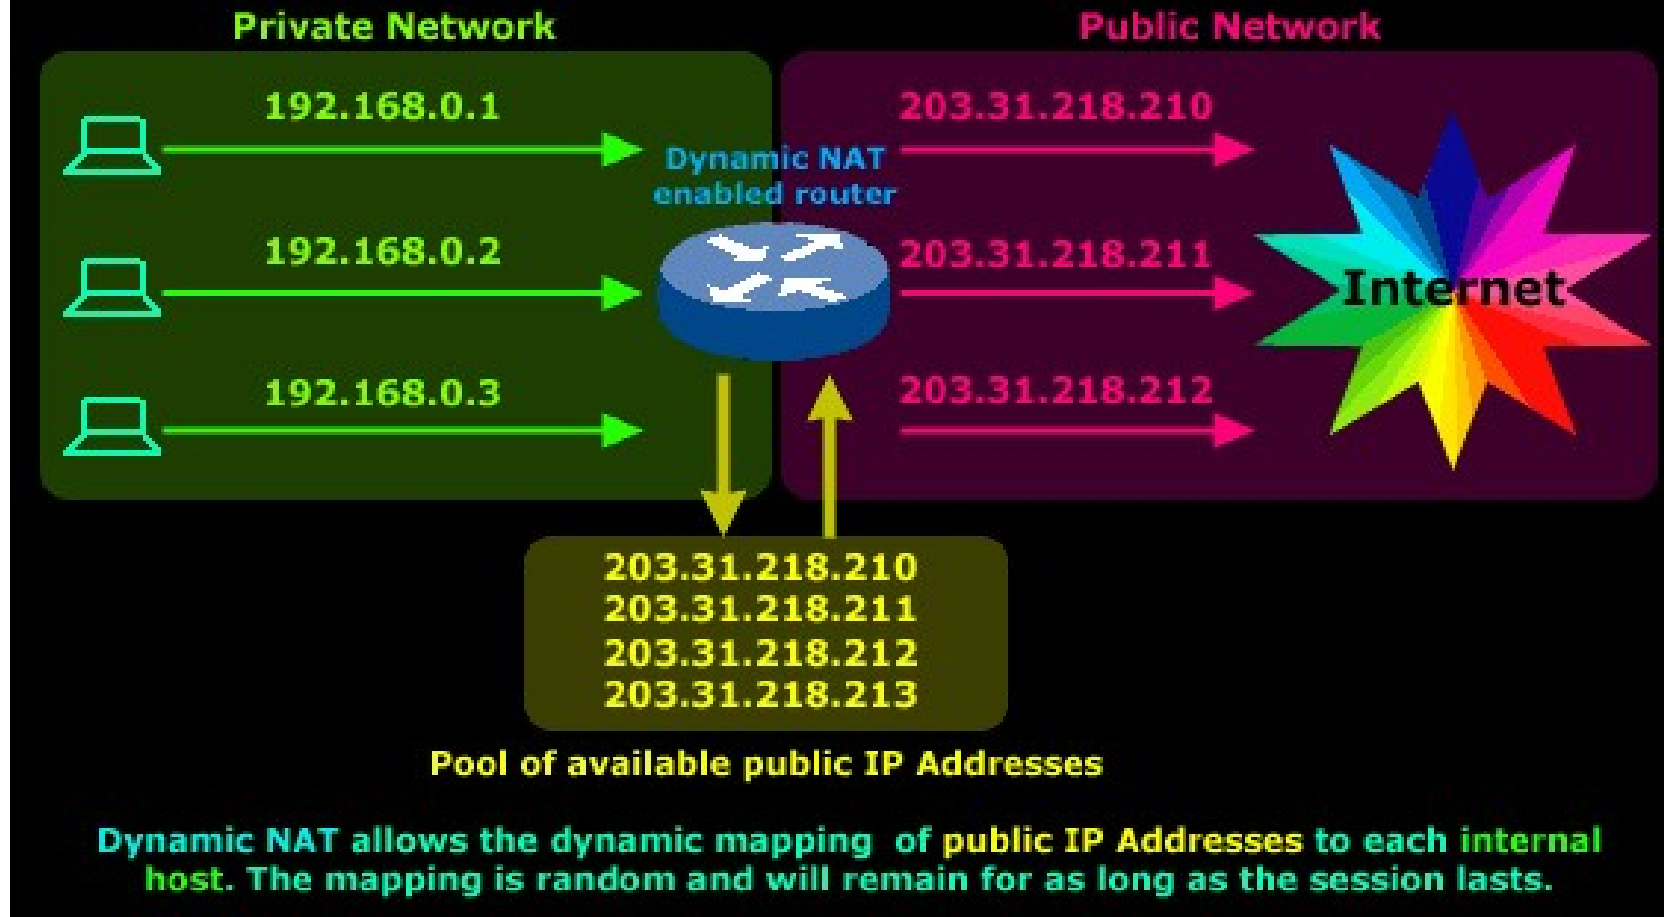 Private Network
Public Network
192.168.0.1
203.31.218.210
Dynamic NAT
enabled router
192.168.0.2
203.31.218.211
Internet
192.168.0.3
203.31.218.212
203.31.218.210
203.31.218.211
203.31.218.212
203.31.218.213
Pool of available public IP Addresses
Dynamic NAT allows the dynamic mapping of public IP Addresses to each internal
host. The mapping is random and will remain for as long as the session lasts.